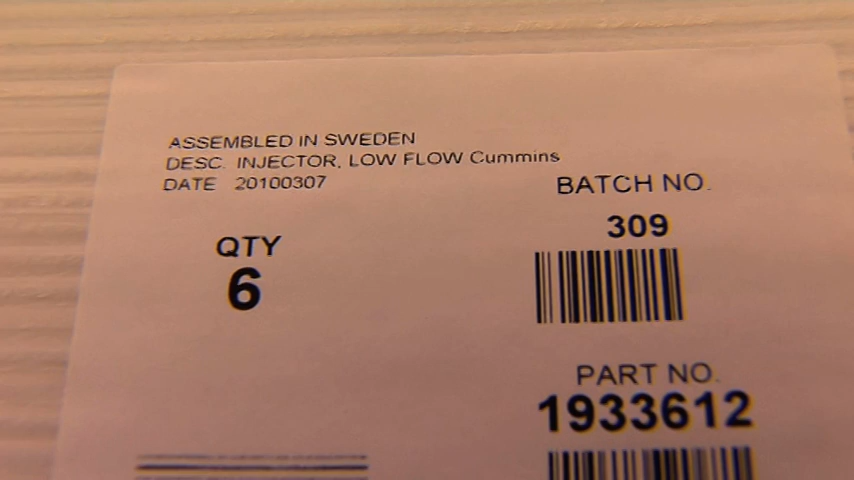 ASSEMBLED IN SWEDEN
DESC. INJECTOR, LOW FLOW Cummins
DATE 20100307
BATCH NO.
309
QTY
6
PART NO.
1933612